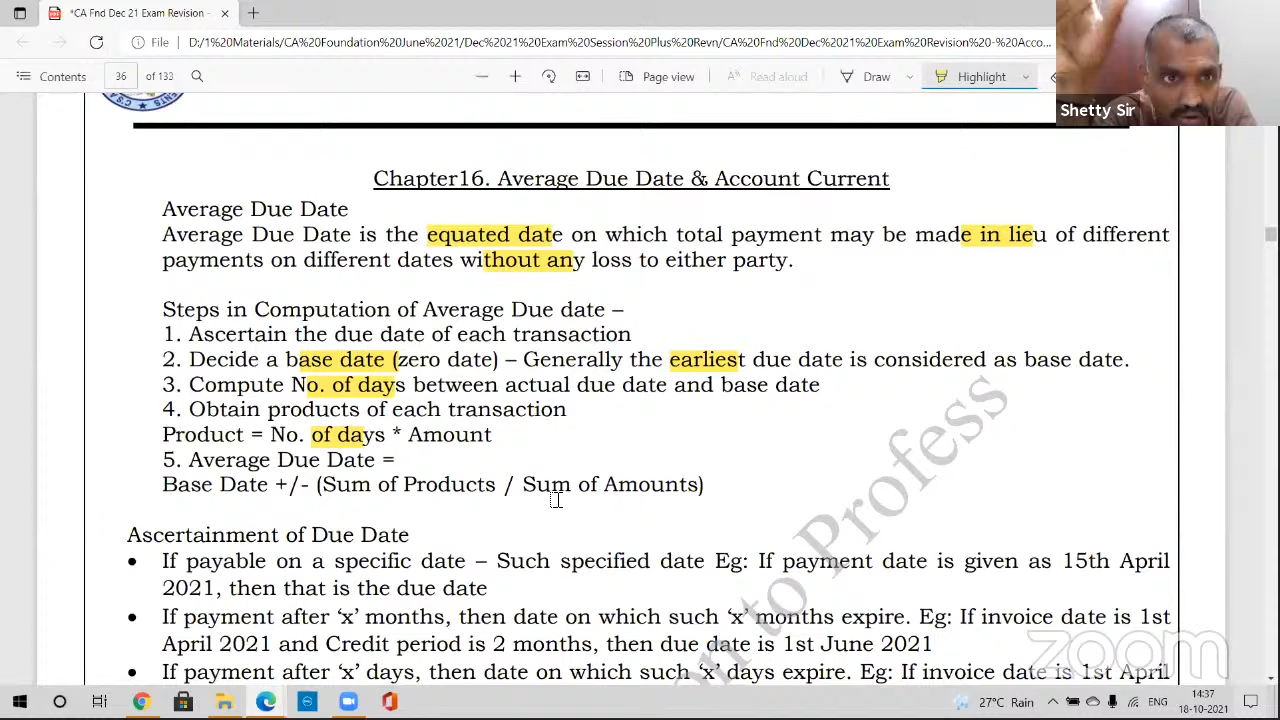 *CA Fnd Dec 21 Exam Revision -
File
D:/1%20Materials/CA%20Foundation%20June%2021/Dec%2021%20Exam%20Session%20Plus%20Revn/CA%20Fnd%20Dec%2021%20Exam%20Revision%20-%20Acco...
Contents
36 of 133
Page view
Read aloud
Draw
Highlight
Shetty Sir
Chapter16. Average Due Date & Account Current
Average Due Date
Average Due Date is the equated date on which total payment may be made in lieu of different
payments on different dates without any loss to either party.
Steps in Computation of Average Due date –
1. Ascertain the due date of each transaction
2. Decide a base date (zero date) – Generally the earliest due date is considered as base date.
3. Compute No. of days between actual due date and base date
4. Obtain products of each transaction
Product = No. of days * Amount
5. Average Due Date =
Base Date +/- (Sum of Products / Sum of Amounts)
Ascertainment of Due Date
• If payable on a specific date – Such specified date Eg: If payment date is given as 15th April
2021, then that is the due date
• If payment after ‘x’ months, then date on which such ‘x’ months expire. Eg: If invoice date is 1st
April 2021 and Credit period is 2 months, then due date is 1st June 2021
• If payment after ‘x’ days, then date on which such ‘x’ days expire. Eg: If invoice date is 1st April
to Profess
zoom
27°C Rain
ENG
14:37
18-10-2021